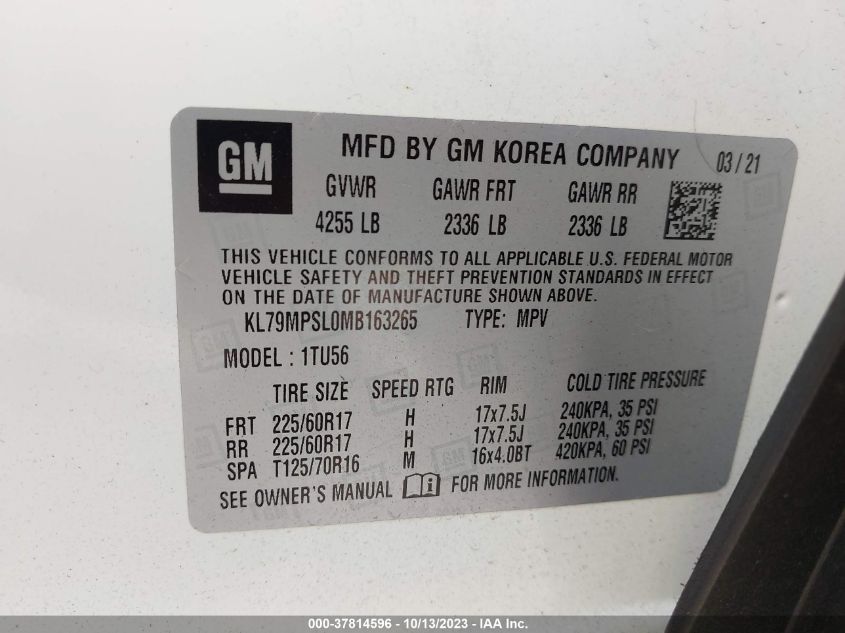 GM
MFD BY GM KOREA COMPANY 03/21
GVWR GAWR FRT GAWR RR
4255 LB 2336 LB 2336 LB
THIS VEHICLE CONFORMS TO ALL APPLICABLE U.S. FEDERAL MOTOR
VEHICLE SAFETY AND THEFT PREVENTION STANDARDS IN EFFECT
ON THE DATE OF MANUFACTURE SHOWN ABOVE.
KL79MPSL0MB163265 TYPE: MPV
MODEL : 1TU56
TIRE SIZE SPEED RTG RIM COLD TIRE PRESSURE
FRT 225/60R17 H 17x7.5J 240KPA, 35 PSI
RR 225/60R17 H 17x7.5J 240KPA, 35 PSI
SPA T125/70R16 M 16x4.0BT 420KPA, 60 PSI
SEE OWNER'S MANUAL i FOR MORE INFORMATION.
000-37814596 - 10/13/2023 - IAA Inc.